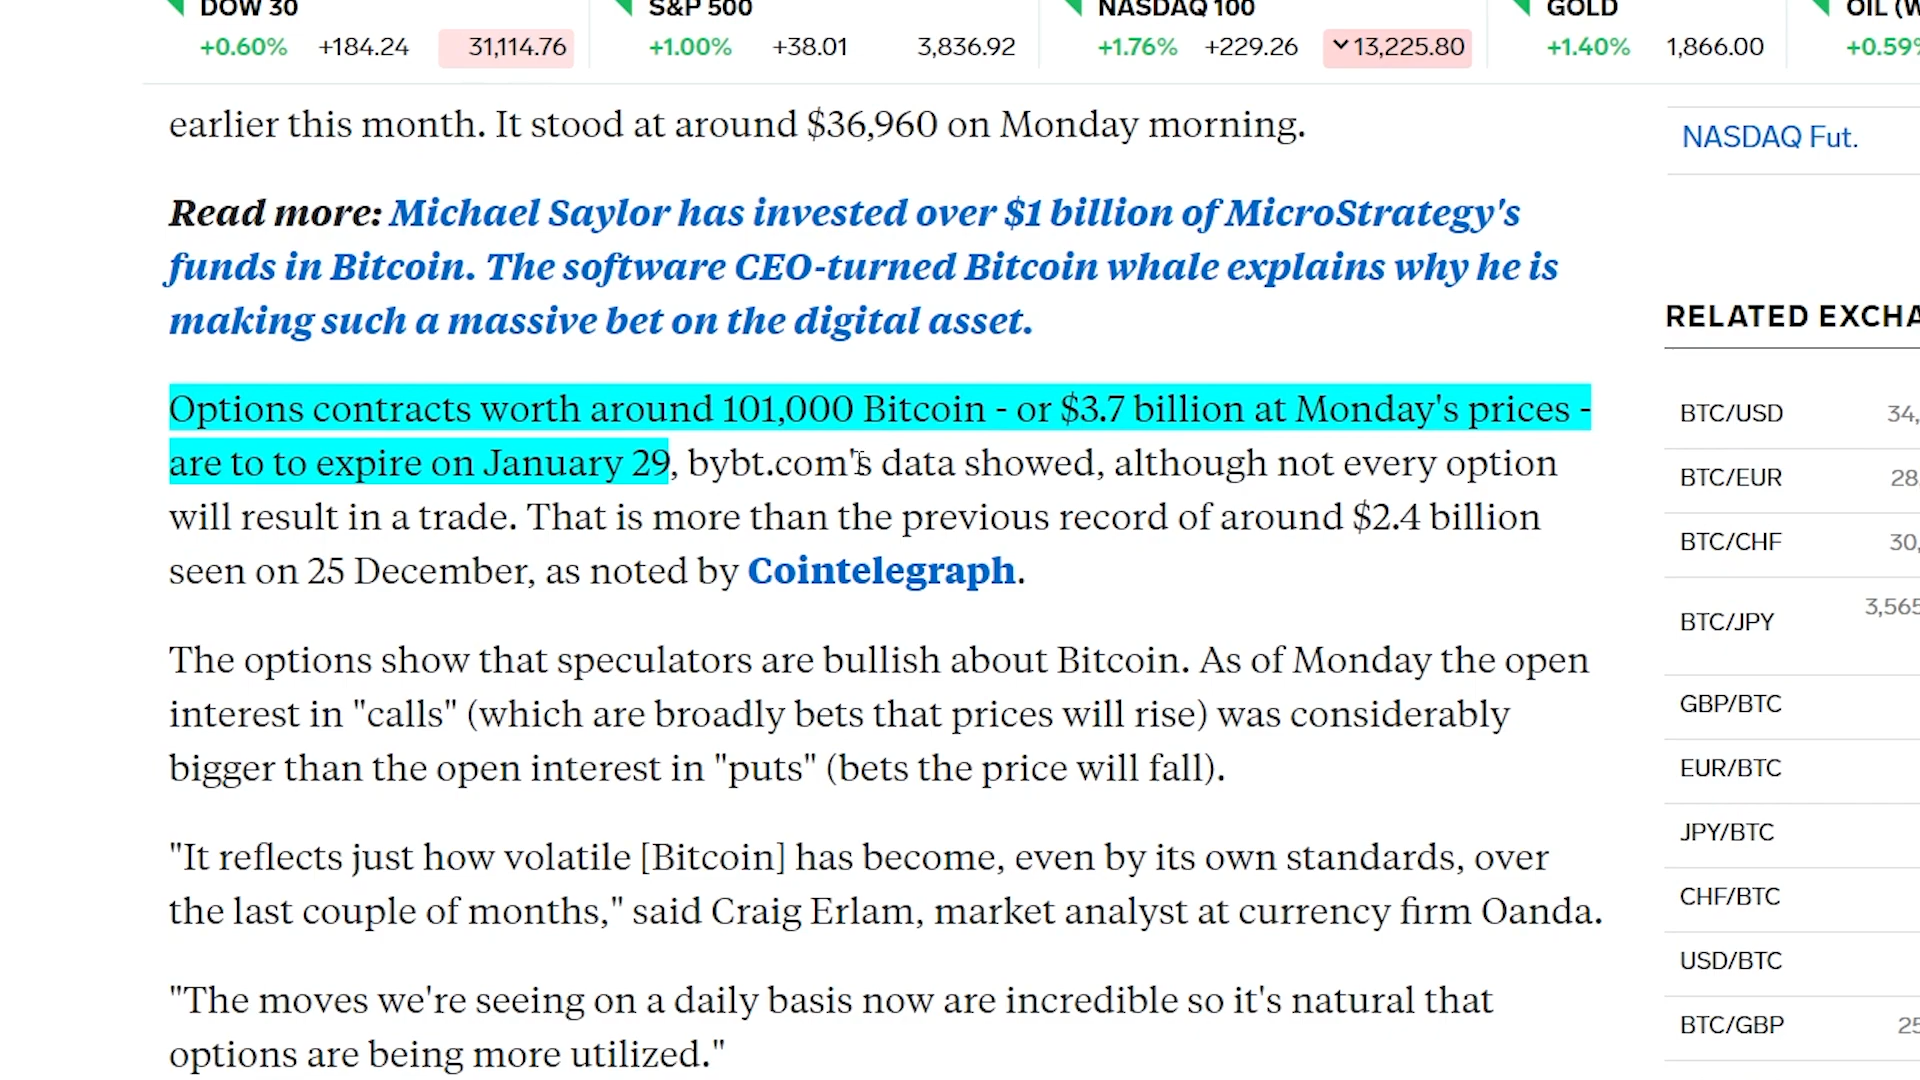 DOW 30 S&P 500 NASDAQ 100 GOLD OIL
+0.60% +184.24 31,114.76 +1.00% +38.01 3,836.92 +1.76% +229.26 13,225.80 +1.40% 1,866.00 +0.59%
earlier this month. It stood at around $36,960 on Monday morning.
Read more: Michael Saylor has invested over $1 billion of MicroStrategy's
funds in Bitcoin. The software CEO-turned Bitcoin whale explains why he is
making such a massive bet on the digital asset.
Options contracts worth around 101,000 Bitcoin - or $3.7 billion at Monday's prices -
are to to expire on January 29, bybt.com's data showed, although not every option
will result in a trade. That is more than the previous record of around $2.4 billion
seen on 25 December, as noted by Cointelegraph.
The options show that speculators are bullish about Bitcoin. As of Monday the open
interest in "calls" (which are broadly bets that prices will rise) was considerably
bigger than the open interest in "puts" (bets the price will fall).
"It reflects just how volatile [Bitcoin] has become, even by its own standards, over
the last couple of months," said Craig Erlam, market analyst at currency firm Oanda.
"The moves we're seeing on a daily basis now are incredible so it's natural that
options are being more utilized."
NASDAQ Fut.
RELATED
BTC/USD 34,
BTC/EUR 28,
BTC/CHF 30,
BTC/JPY 3,565
GBP/BTC
EUR/BTC
JPY/BTC
CHF/BTC
USD/BTC
BTC/GBP 25